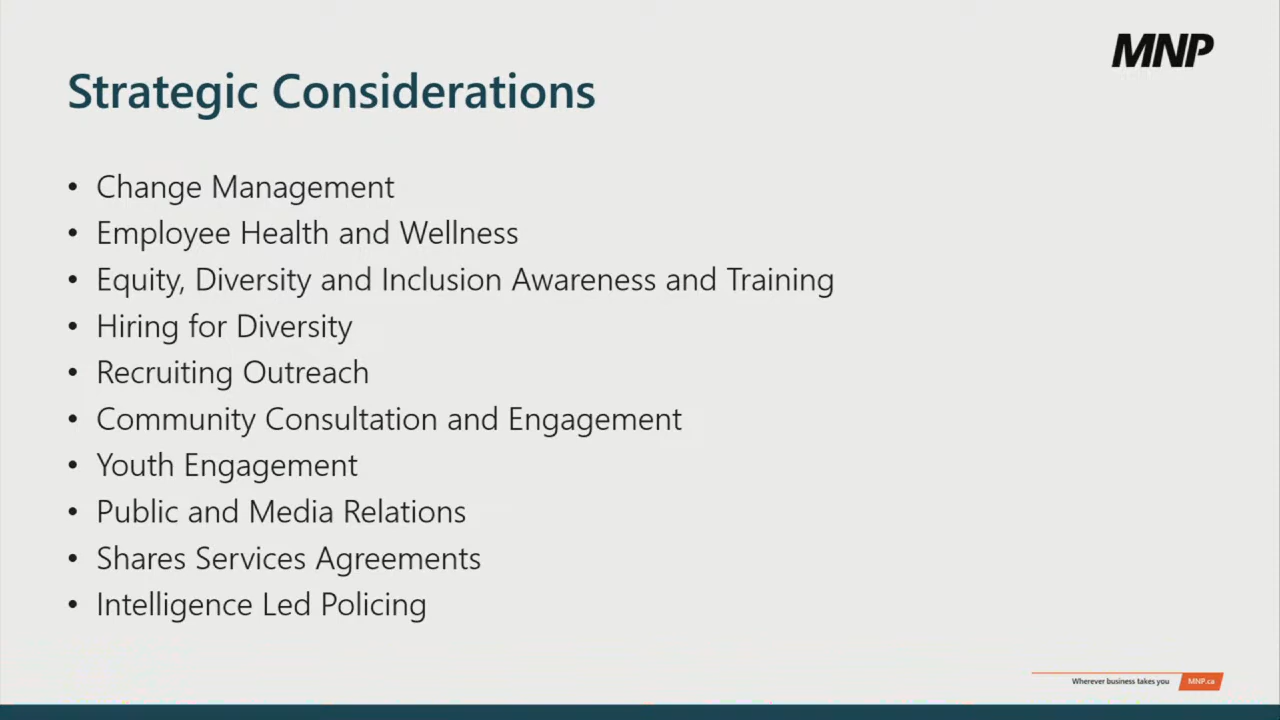 MNP
Strategic Considerations
• Change Management
• Employee Health and Wellness
• Equity, Diversity and Inclusion Awareness and Training
• Hiring for Diversity
• Recruiting Outreach
• Community Consultation and Engagement
• Youth Engagement
• Public and Media Relations
• Shares Services Agreements
• Intelligence Led Policing
Wherever business takes you MNP.ca